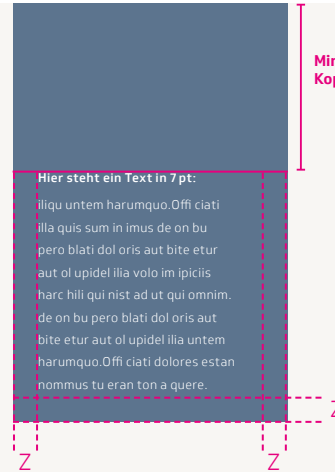 Hier steht ein Text in 7 pt:
iliqu untem harumquo.Offi ciati
illa quis sum in imus de on bu
pero blati dol oris aut bite etur
aut ol upidel ilia volo im ipiciis
harc hili qui nist ad ut qui omnim.
de on bu pero blati dol oris aut
bite etur aut ol upidel ilia untem
harumquo.Offi ciati dolores estan
nommus tu eran ton a quere.
Z
Z